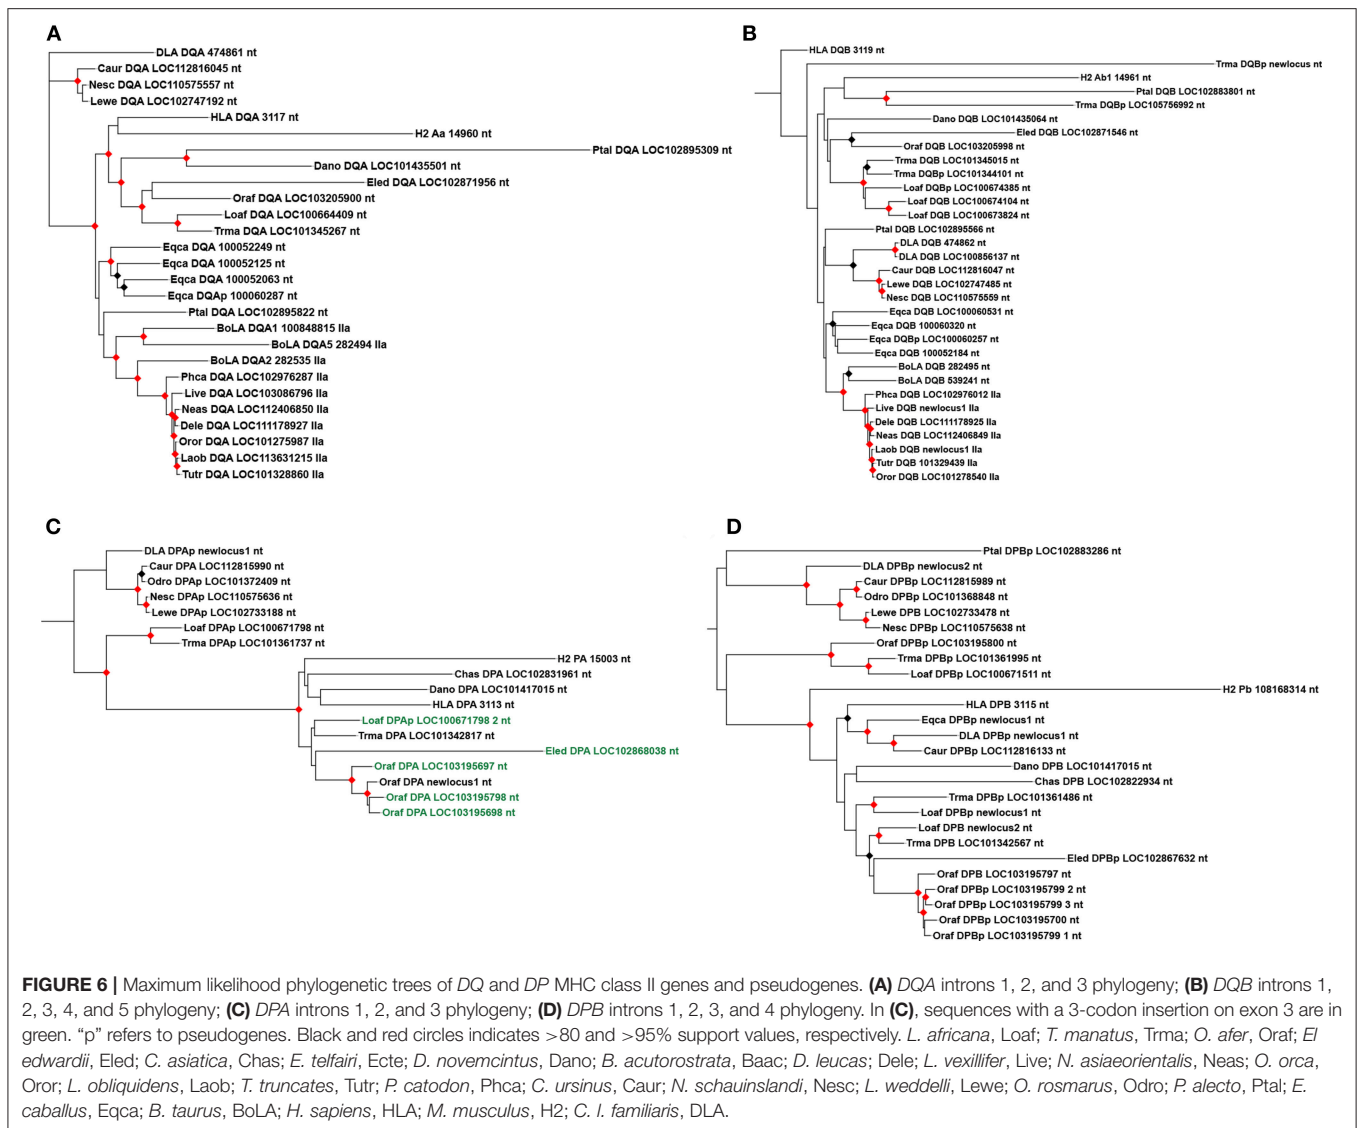 A
DLA DQA 474861 nt
Caur DQA LOC112816045 nt
Nesc DQA LOC110575557 nt
Lewe DQA LOC102747192 nt
HLA DQA 3117 nt
H2 Aa 14960 nt
Ptal DQA LOC102895309 nt
Dano DQA LOC101435501 nt
Eled DQA LOC102871956 nt
Oraf DQA LOC103205900 nt
Loaf DQA LOC100664409 nt
Trma DQA LOC101345267 nt
Eqca DQA 100052249 nt
Eqca DQA 100052125 nt
Eqca DQA 100052063 nt
Eqca DQAp 100060287 nt
Ptal DQA LOC102895822 nt
BoLA DQA1 100848815 IIa
BoLA DQA5 282494 IIa
BoLA DQA2 282535 IIa
Phca DQA LOC102976287 IIa
Live DQA LOC103086796 IIa
Neas DQA LOC112406850 IIa
Dele DQA LOC111178927 IIa
Oror DQA LOC101275987 IIa
Laob DQA LOC113631215 IIa
Tutr DQA LOC101328860 IIa
B
HLA DQB 3119 nt
Trma DQBp newlocus nt
H2 Ab1 14961 nt
Ptal DQB LOC102883801 nt
Trma DQBp LOC105756992 nt
Dano DQB LOC101435064 nt
Eled DQB LOC102871546 nt
Oraf DQB LOC103205998 nt
Trma DQB LOC101345015 nt
Trma DQBp LOC101344101 nt
Loaf DQBp LOC100674385 nt
Loaf DQB LOC100674104 nt
Loaf DQB LOC100673824 nt
Ptal DQB LOC102895566 nt
DLA DQB 474862 nt
DLA DQB LOC100856137 nt
Caur DQB LOC112816047 nt
Lewe DQB LOC102747485 nt
Nesc DQB LOC110575559 nt
Eqca DQB LOC100060531 nt
Eqca DQB 100060320 nt
Eqca DQBp LOC100060257 nt
Eqca DQB 100052184 nt
BoLA DQB 282495 nt
BoLA DQB 539241 nt
Phca DQB LOC102976012 IIa
Live DQB newlocus1 IIa
Dele DQB LOC111178925 IIa
Neas DQB LOC112406849 IIa
Laob DQB newlocus1 IIa
Tutr DQB 101329439 IIa
Oror DQB LOC101278540 IIa
C
DLA DPAp newlocus1 nt
Caur DPA LOC112815990 nt
Odro DPAp LOC101372409 nt
Nesc DPAp LOC110575636 nt
Lewe DPAp LOC102733188 nt
Loaf DPAp LOC100671798 nt
Trma DPAp LOC101361737 nt
H2 PA 15003 nt
Chas DPA LOC102831961 nt
Dano DPA LOC101417015 nt
HLA DPA 3113 nt
Loaf DPAp LOC100671798 2 nt
Trma DPA LOC101342817 nt
Eled DPA LOC102868038 nt
Oraf DPA LOC103195697 nt
Oraf DPA newlocus1 nt
Oraf DPA LOC103195798 nt
Oraf DPA LOC103195698 nt
D
Ptal DPBp LOC102883286 nt
DLA DPBp newlocus2 nt
Caur DPBp LOC112815989 nt
Odro DPBp LOC101368848 nt
Lewe DPB LOC102733478 nt
Nesc DPBp LOC110575638 nt
Oraf DPBp LOC103195800 nt
Trma DPBp LOC101361995 nt
Loaf DPBp LOC100671511 nt
H2 Pb 108168314 nt
HLA DPB 3115 nt
Eqca DPBp newlocus1 nt
DLA DPBp newlocus1 nt
Caur DPBp LOC112816133 nt
Dano DPB LOC101417015 nt
Chas DPB LOC102822934 nt
Trma DPBp LOC101361486 nt
Loaf DPBp newlocus1 nt
Loaf DPB newlocus2 nt
Trma DPB LOC101342567 nt
Eled DPBp LOC102867632 nt
Oraf DPB LOC103195797 nt
Oraf DPBp LOC103195799 2 nt
Oraf DPBp LOC103195799 3 nt
Oraf DPBp LOC103195700 nt
Oraf DPBp LOC103195799 1 nt
FIGURE 6 | Maximum likelihood phylogenetic trees of DQ and DP MHC class II genes and pseudogenes. (A) DQA introns 1, 2, and 3 phylogeny; (B) DQB introns 1,
2, 3, 4, and 5 phylogeny; (C) DPA introns 1, 2, and 3 phylogeny; (D) DPB introns 1, 2, 3, and 4 phylogeny. In (C), sequences with a 3-codon insertion on exon 3 are in
green. "p" refers to pseudogenes. Black and red circles indicates >80 and >95% support values, respectively. L. africana, Loaf; T. manatus, Trma; O. afer, Oraf; El
edwardii, Eled; C. asiatica, Chas; E. telfairi, Ecte; D. novemcintus, Dano; B. acutorostrata, Baac; D. leucas; Dele; L. vexillifer, Live; N. asiaeorientalis, Neas; O. orca,
Oror; L. obliquidens, Laob; T. truncates, Tutr; P. catodon, Phca; C. ursinus, Caur; N. schauinslandi, Nesc; L. weddelli, Lewe; O. rosmarus, Odro; P. alecto, Ptal; E.
caballus, Eqca; B. taurus, BoLA; H. sapiens, HLA; M. musculus, H2; C. l. familiaris, DLA.